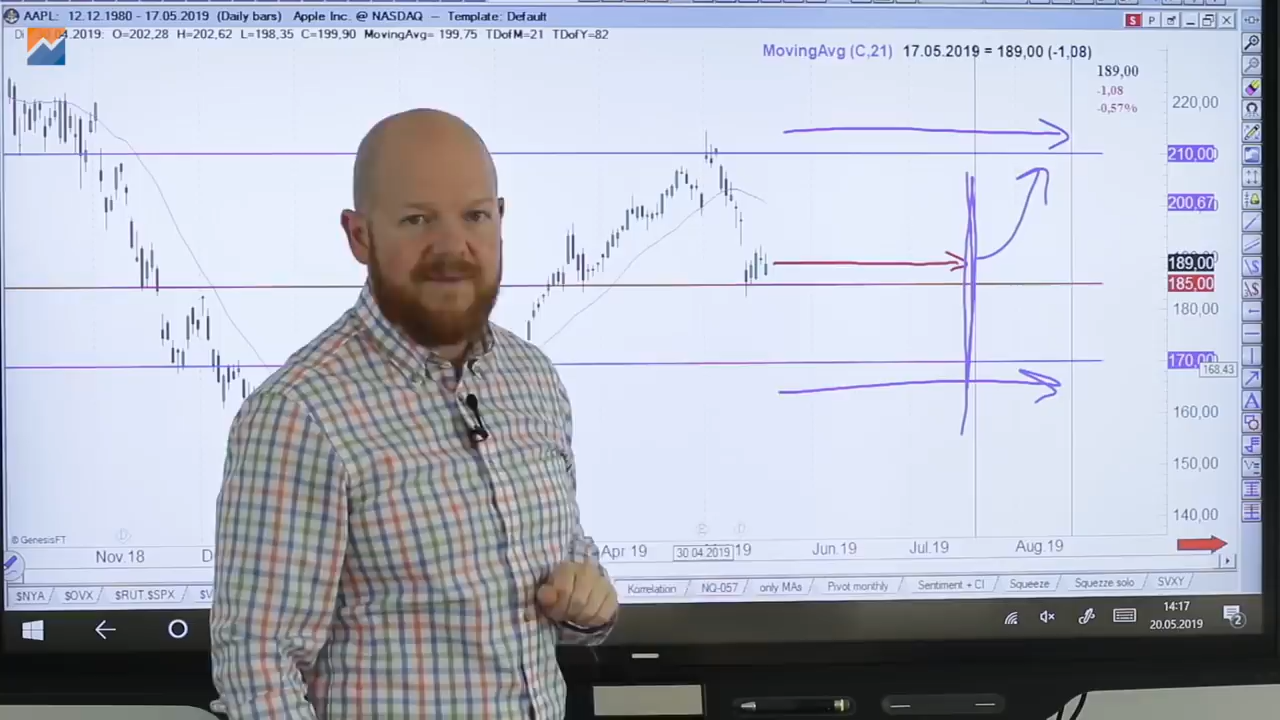 AAPL: 12.12.1980 - 17.05.2019 (Daily bars) Apple Inc. @ NASDAQ – Template: Default
S P
.04.2019: O=202,28 H=202,62 L=198,35 C=199,90 MovingAvg= 199,75 TDofM=21 TDofY=82
MovingAvg (C,21) 17.05.2019 = 189,00 (-1,08)
189,00
-1,08
-0,57%
220,00
210,00
200,67
189,00
185,00
180,00
170,00
168.43
160,00
150,00
140,00
© GenesisFT
Nov.18 D Apr 19 30.04.2019 19 Jun.19 Jul.19 Aug.19
$NYA $OVX $RUT.$SPX $V Korrelation NQ-057 only MAs Pivot monthly Sentiment + CI Squeeze Squezze solo SVXY
14:17
20.05.2019
2